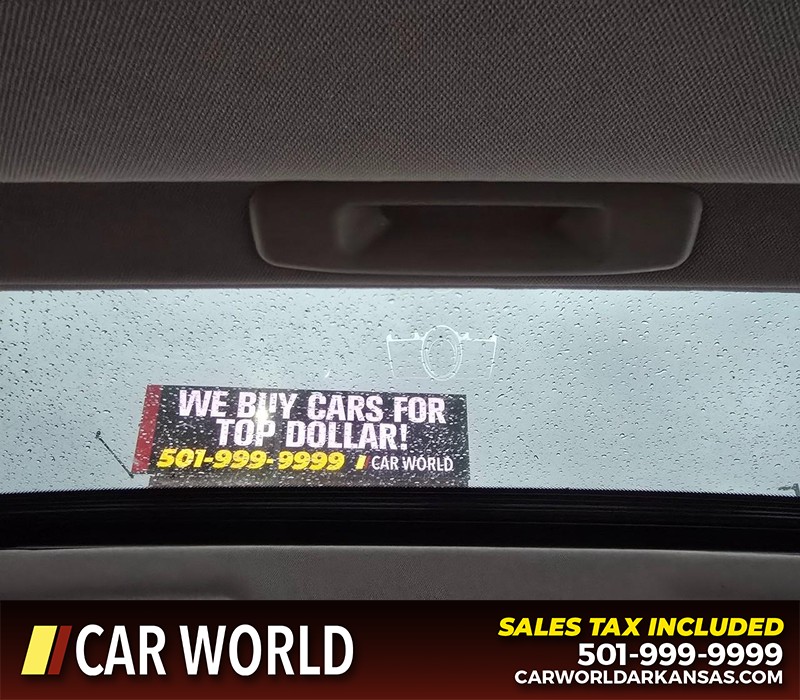 WE BUY CARS FOR
TOP DOLLAR!
501-999-9999 CAR WORLD
CAR WORLD
SALES TAX INCLUDED
501-999-9999
CARWORLDARKANSAS.COM